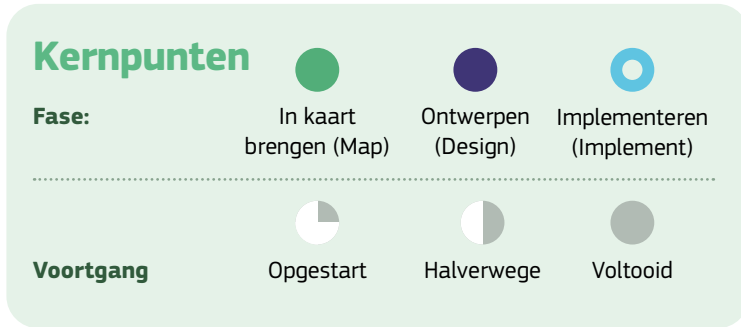 Kernpunten
Fase:
In kaart
brengen (Map)
Ontwerpen
(Design)
Implementeren
(Implement)
Voortgang
Opgestart
Halverwege
Voltooid